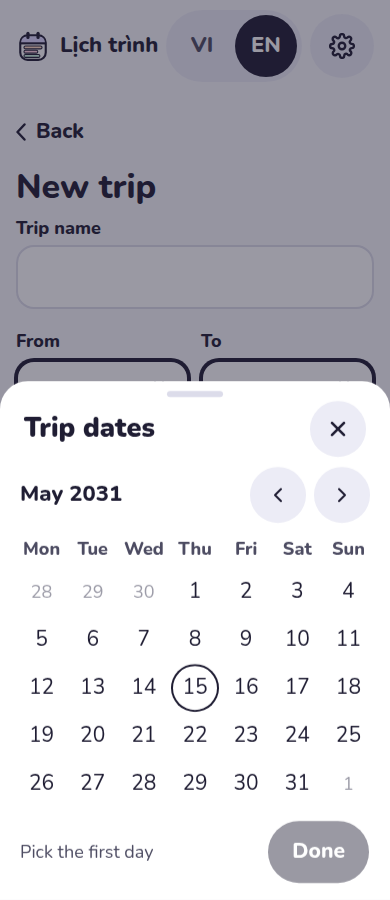 Lịch trình VI EN
Back
New trip
Trip name
From To
Trip dates
May 2031
Mon Tue Wed Thu Fri Sat Sun
28 29 30 1 2 3 4
5 6 7 8 9 10 11
12 13 14 15 16 17 18
19 20 21 22 23 24 25
26 27 28 29 30 31 1
Pick the first day Done